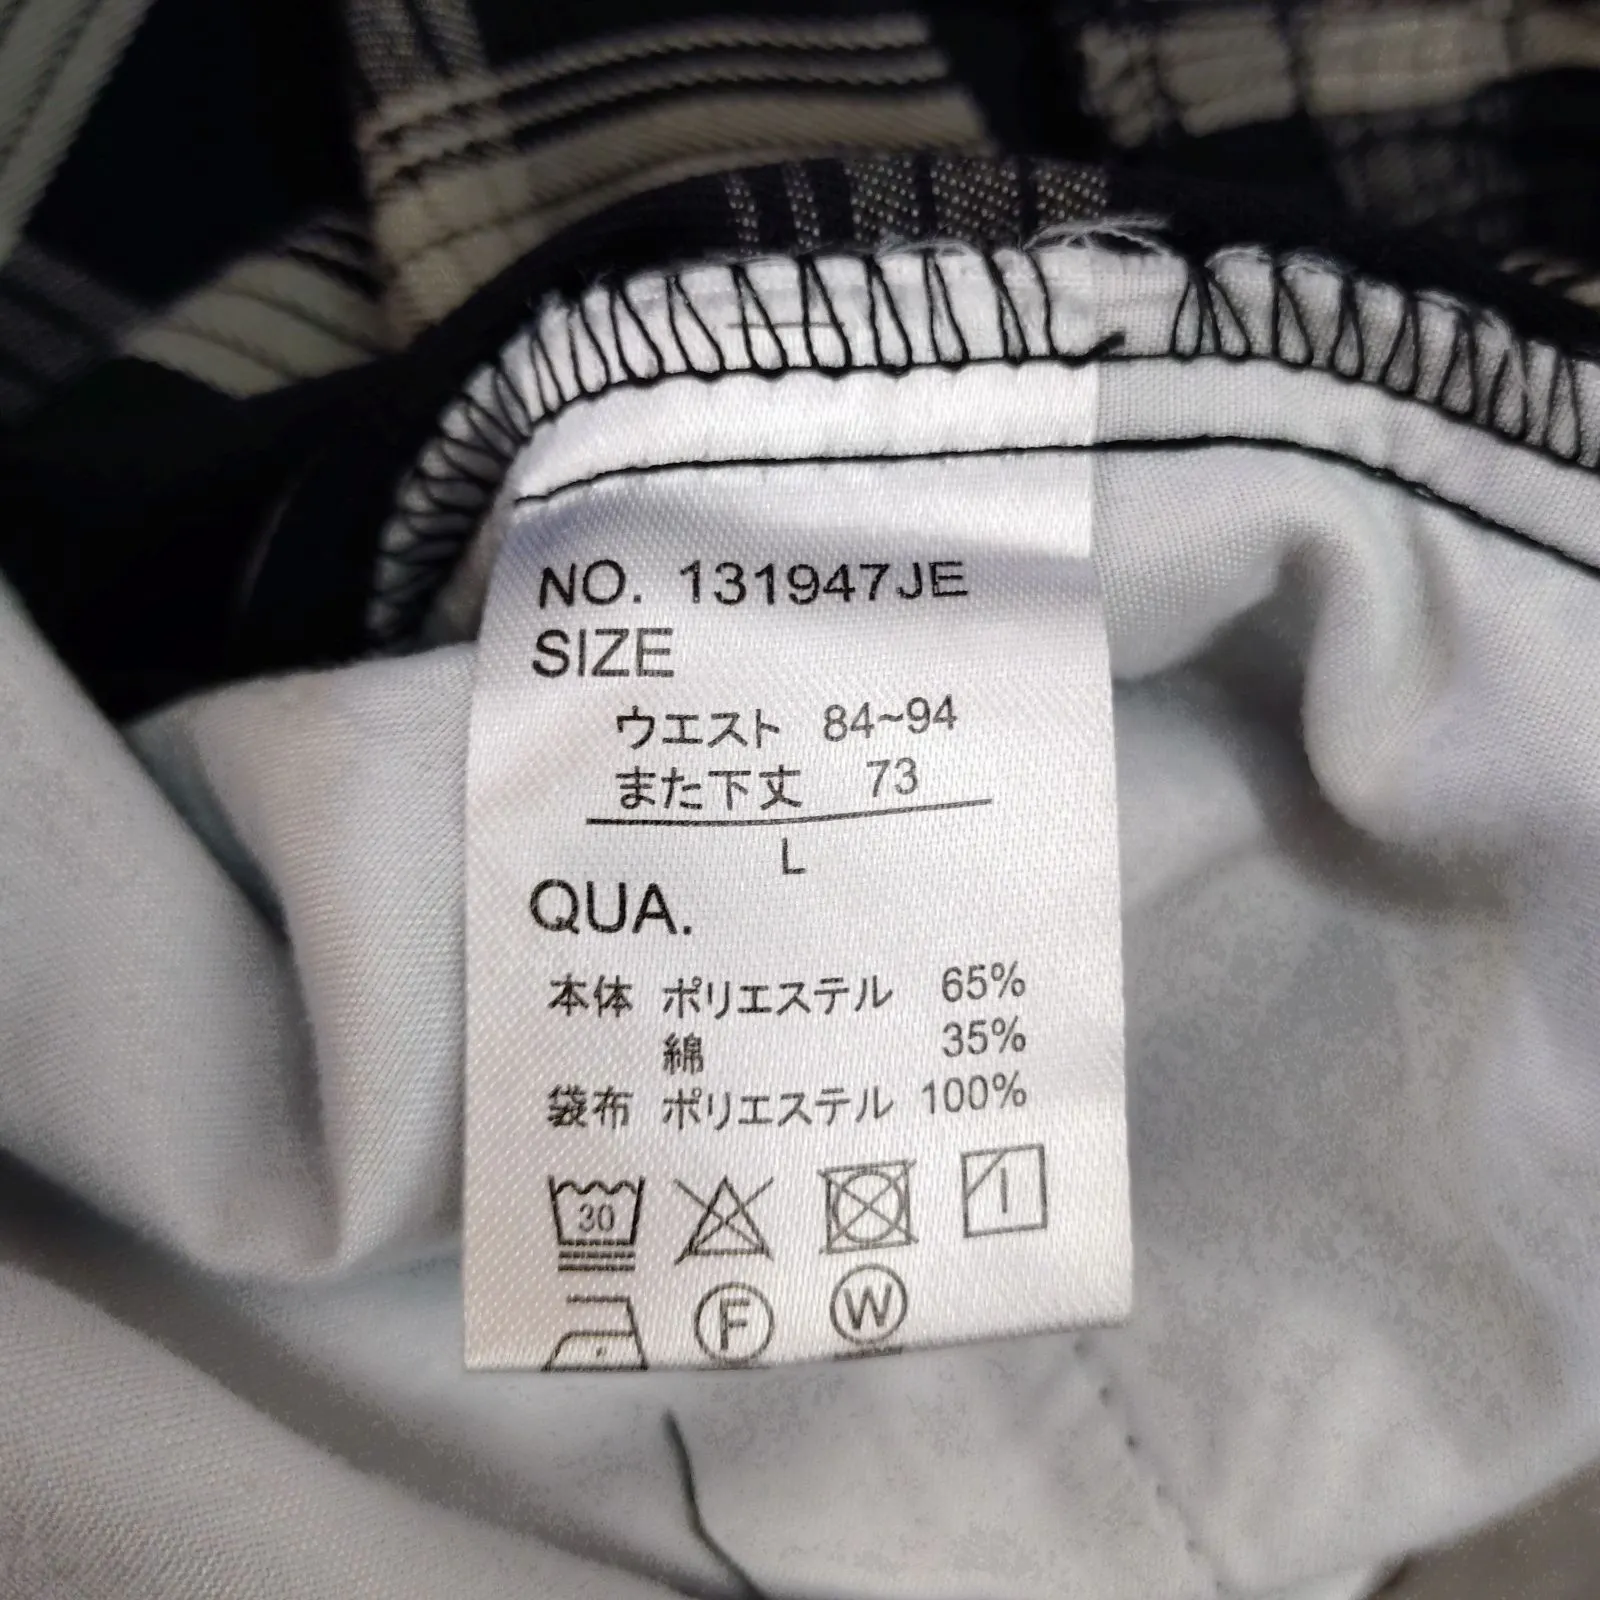 NO. 131947JE
SIZE
ウエスト 84~94
また下丈 73
L
QUA.
本体 ポリエステル 65%
綿 35%
袋布 ポリエステル 100%
30
F W